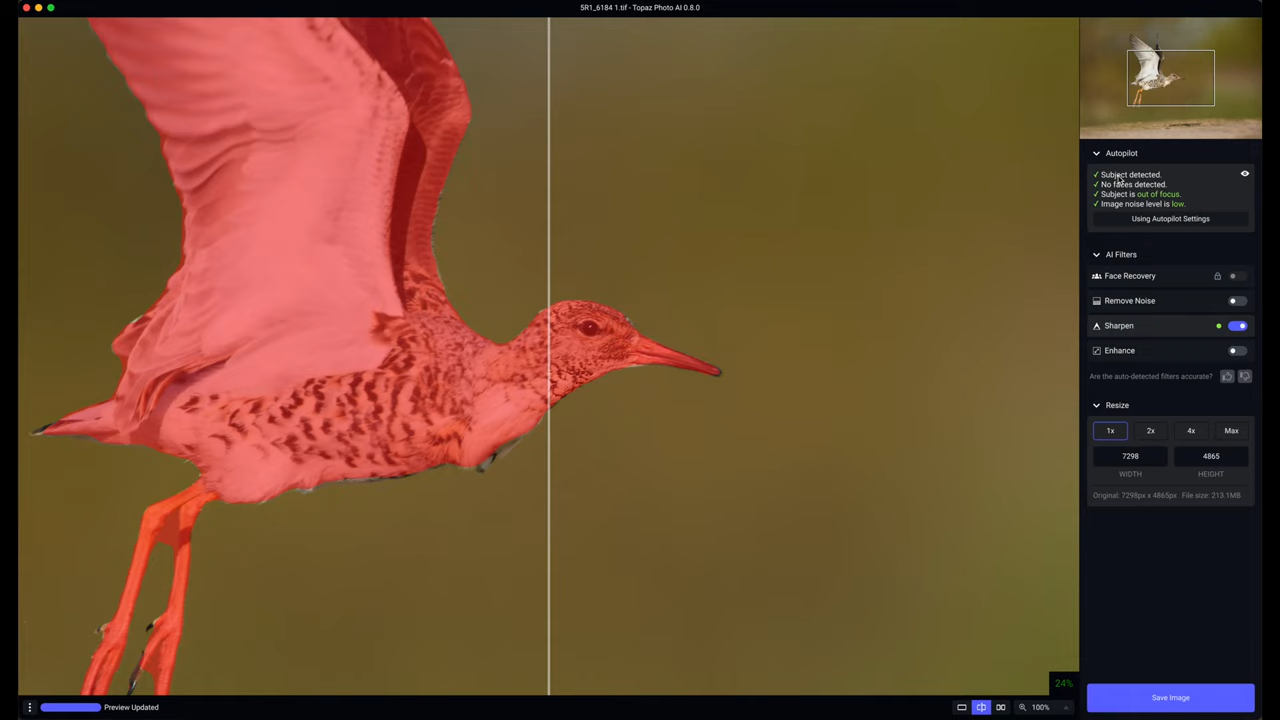 5R1_6184 1.tif - Topaz Photo AI 0.8.0
Autopilot
✓ Subject detected.
✓ No faces detected.
✓ Subject is out of focus.
✓ Image noise level is low.
Using Autopilot Settings
AI Filters
Face Recovery
Remove Noise
Sharpen
Enhance
Are the auto-detected filters accurate?
Resize
1x 2x 4x Max
7298 4865
WIDTH HEIGHT
Original: 7298px x 4865px File size: 213.1MB
24%
Preview Updated
100%
Save Image